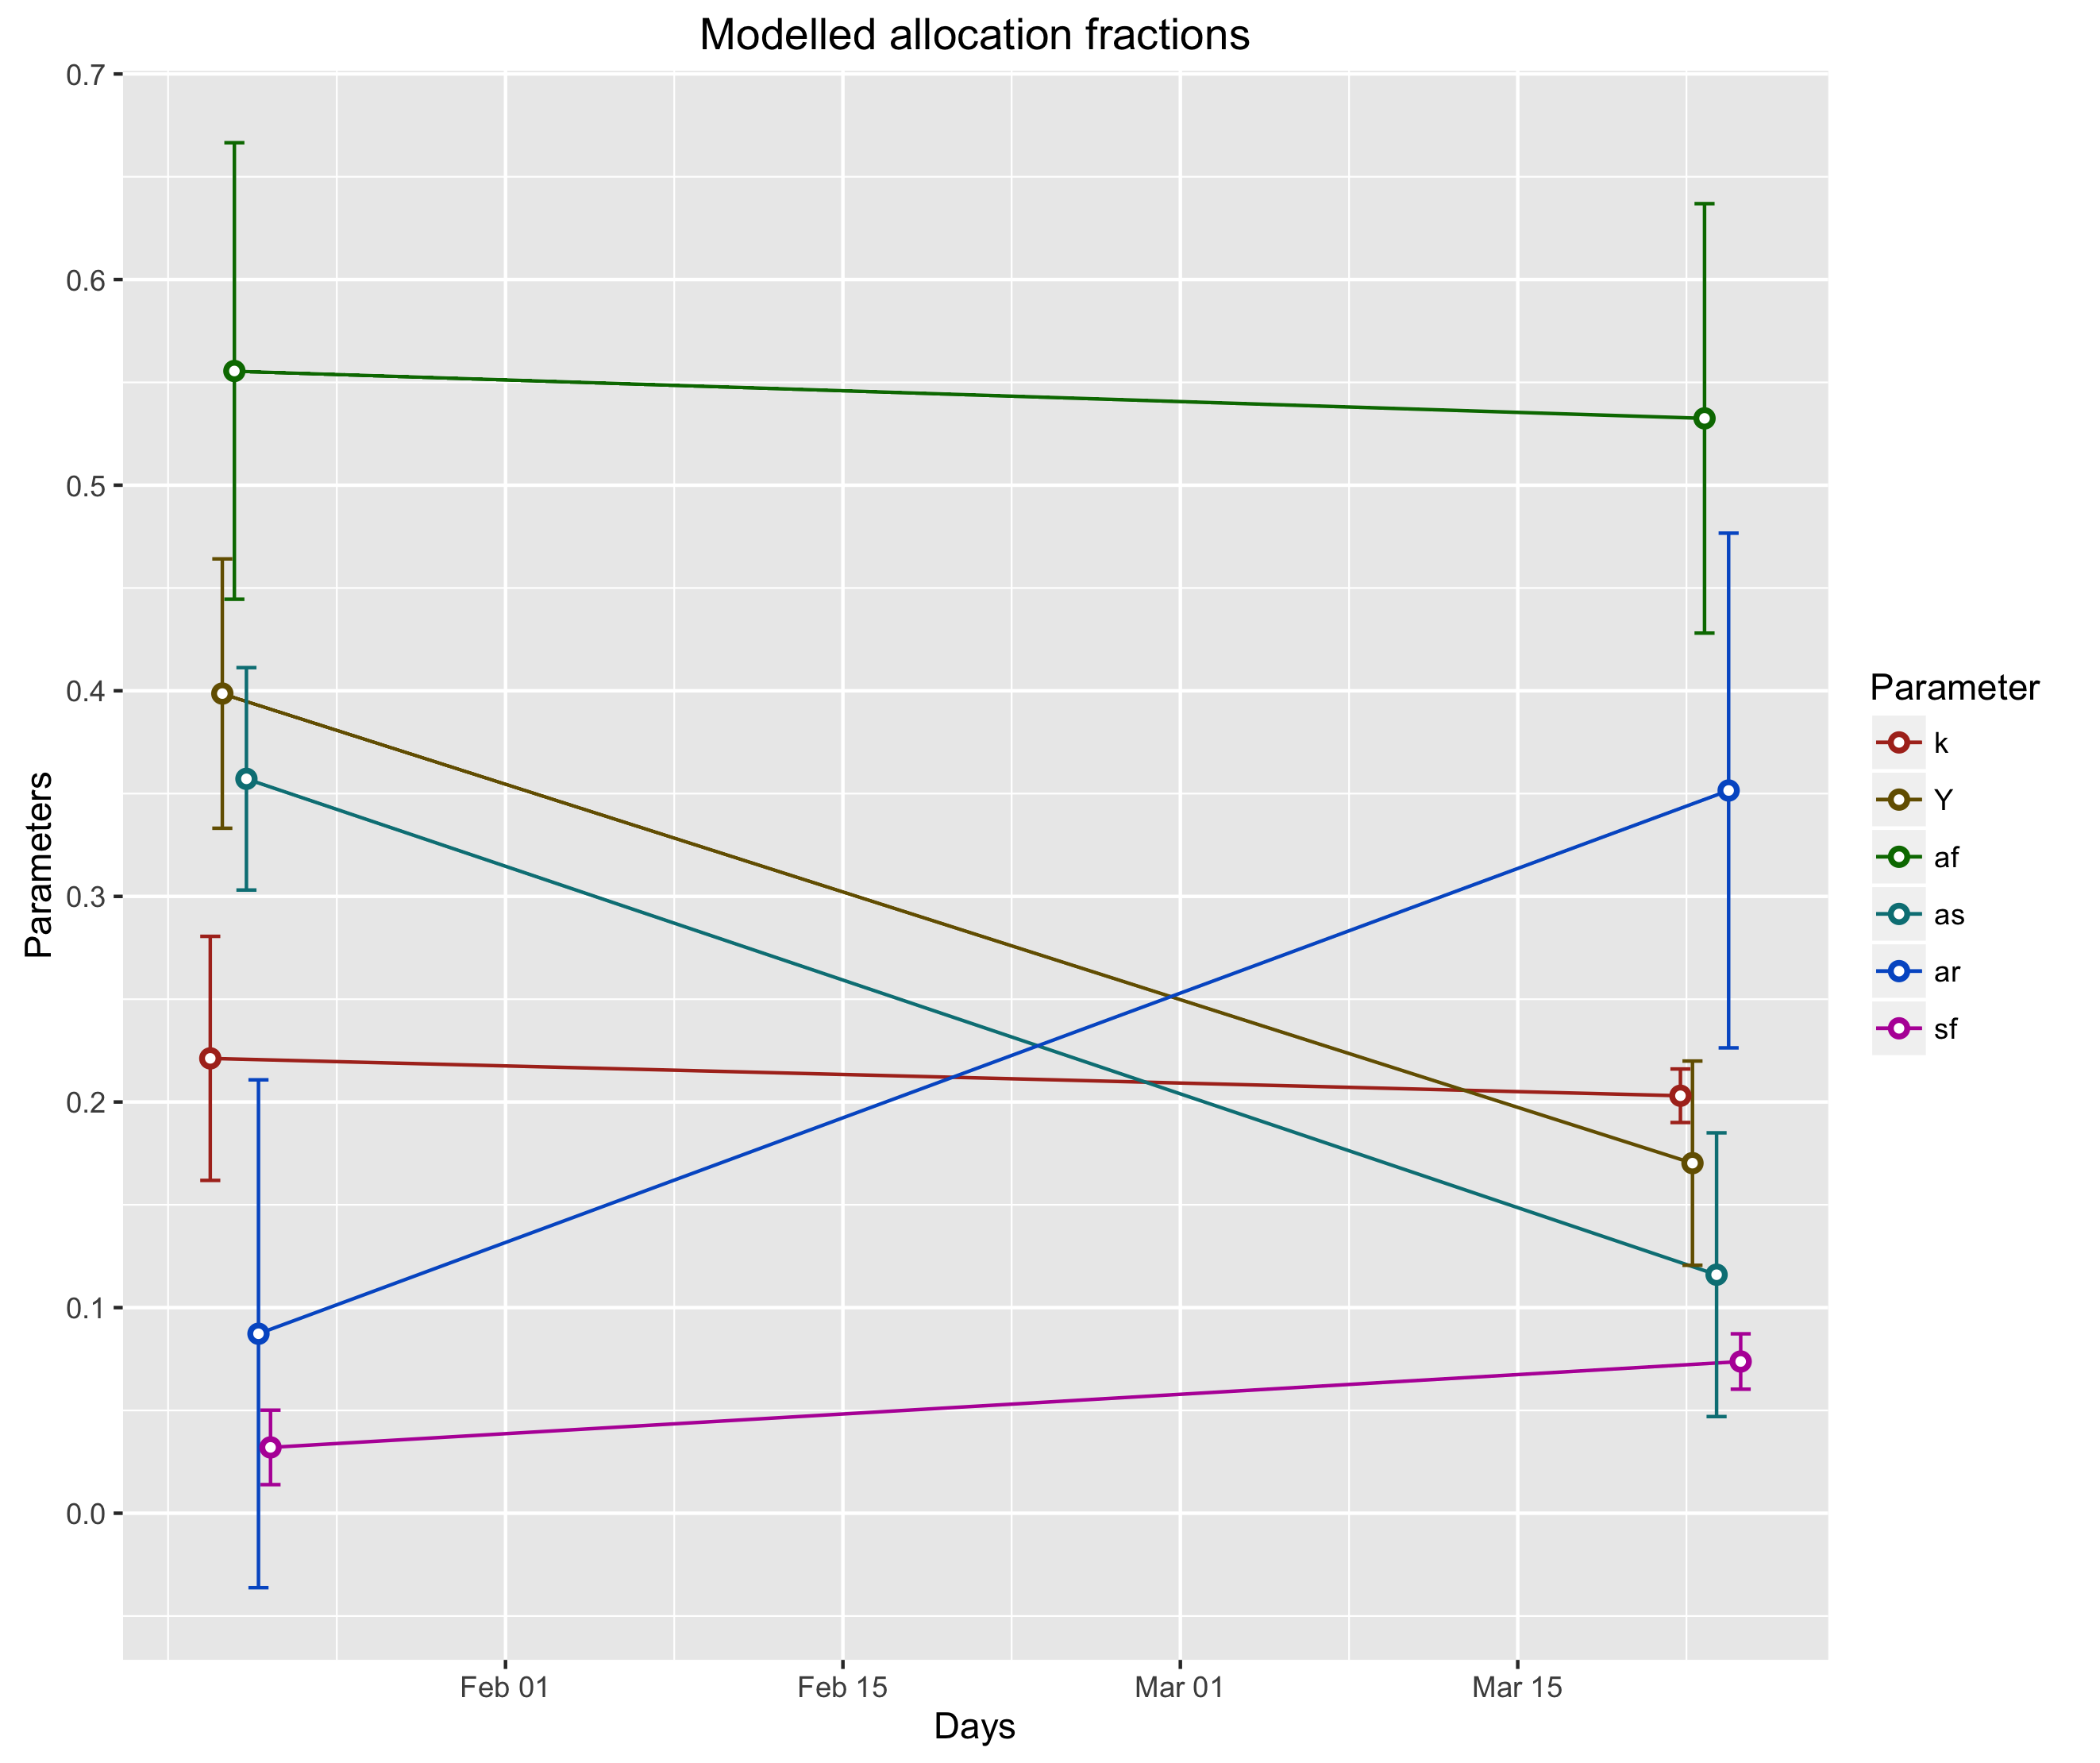 Modelled allocation fractions
0.7
0.6
0.5
0.4
0.3
0.2
0.1
0.0
Parameters
Feb 01
Feb 15
Mar 01
Mar 15
Days
Parameter
k
Y
af
as
ar
sf